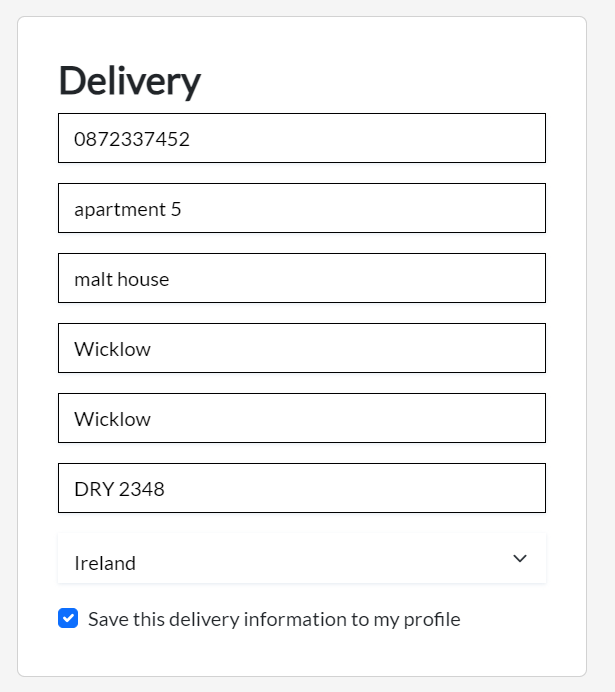 Delivery
0872337452
apartment 5
malt house
Wicklow
Wicklow
DRY 2348
Ireland
Save this delivery information to my profile